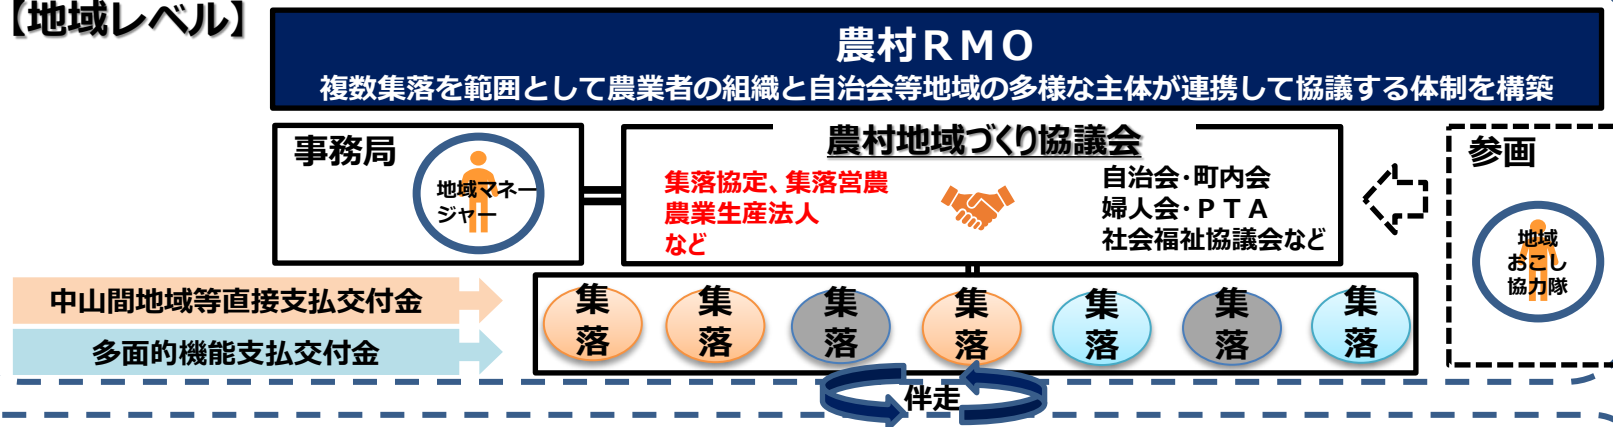 【地域レベル】
農村ＲＭＯ
複数集落を範囲として農業者の組織と自治会等地域の多様な主体が連携して協議する体制を構築
事務局
地域マネー
ジャー
農村地域づくり協議会
集落協定、集落営農
農業生産法人
など
自治会・町内会
婦人会・ＰＴＡ
社会福祉協議会など
参画
地域
おこし
協力隊
中山間地域等直接支払交付金
多面的機能支払交付金
集落
集落
集落
集落
集落
集落
集落
伴走